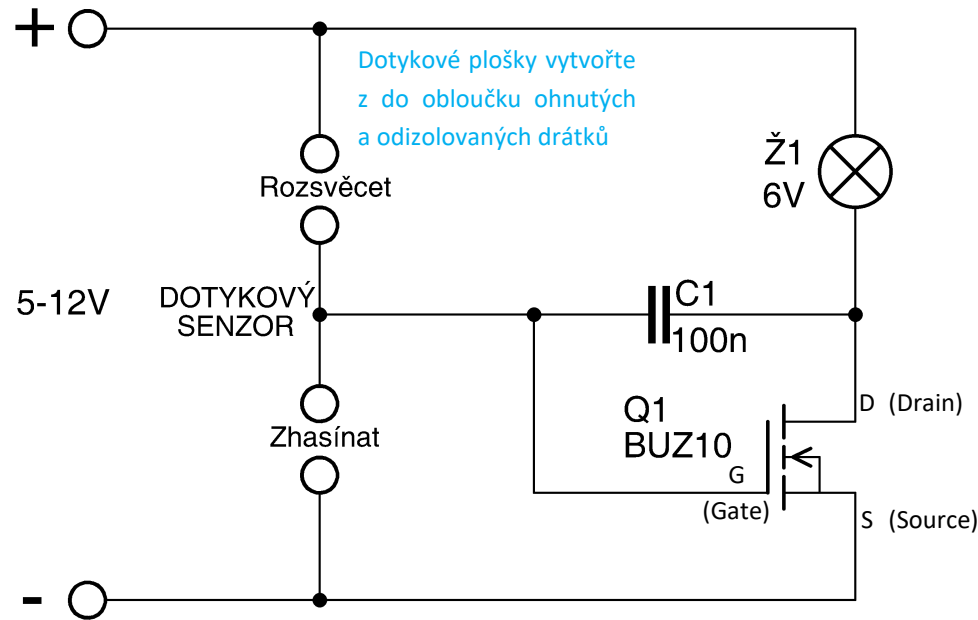 +
Dotykové plošky vytvořte
z do obloučku ohnutých
a odizolovaných drátků
Ž1
6V
Rozsvěcet
5-12V
DOTYKOVÝ
SENZOR
C1
100n
Zhasínat
Q1
BUZ10
D (Drain)
G
(Gate)
S (Source)
-